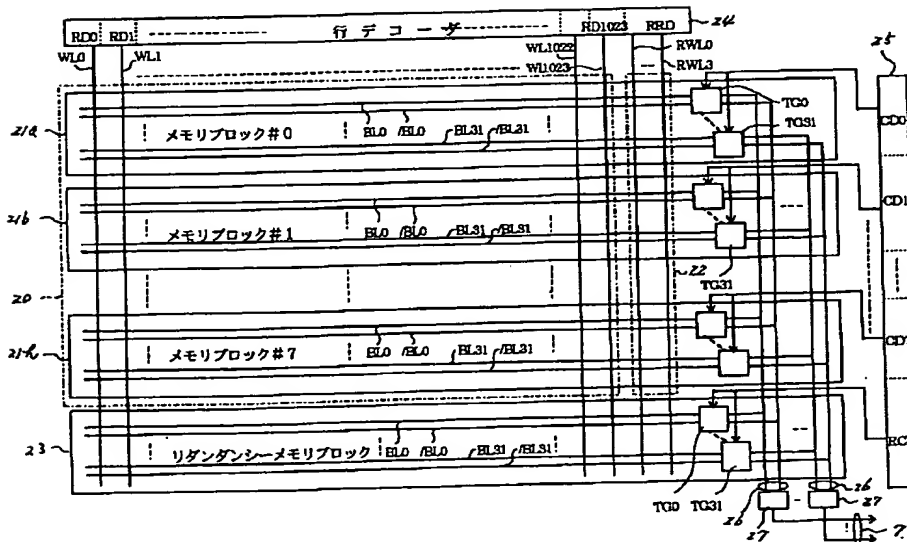 RD0 RD1 行デコーダ RD1023 RRD 24
WL0 WL1 WL1022 WL1023 RWL0 RWL3 25
21a メモリブロック#0 BL0 /BL0 BL31 /BL31 TG0 TG31 CD0
21b メモリブロック#1 BL0 /BL0 BL31 /BL31 TG31 22 CD1
20
21h メモリブロック#7 BL0 /BL0 BL31 /BL31 CD7
23 リダンダンシーメモリブロック BL0 /BL0 BL31 /BL31 TG0 TG31
26 26
27 27 7